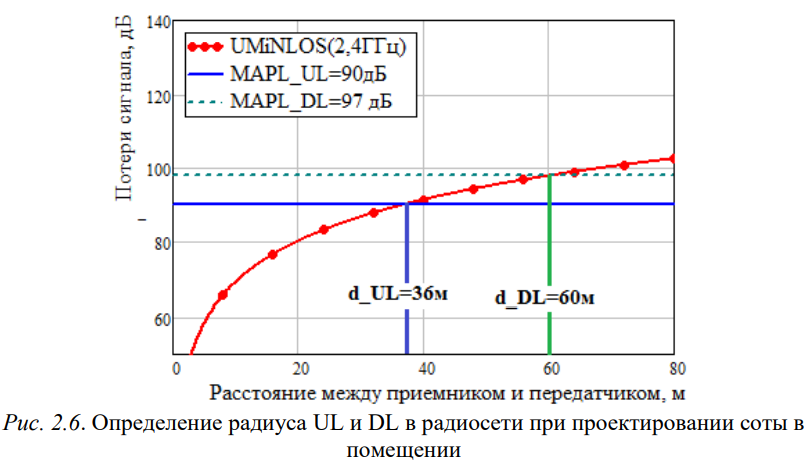 Потери сигнала, дБ
140
120
100
80
60
UMiNLOS(2,4ГГц)
MAPL_UL=90дБ
MAPL_DL=97 дБ
d_UL=36м
d_DL=60м
0 20 40 60 80
Расстояние между приемником и передатчиком, м
Рис. 2.6. Определение радиуса UL и DL в радиосети при проектировании соты в
помещении